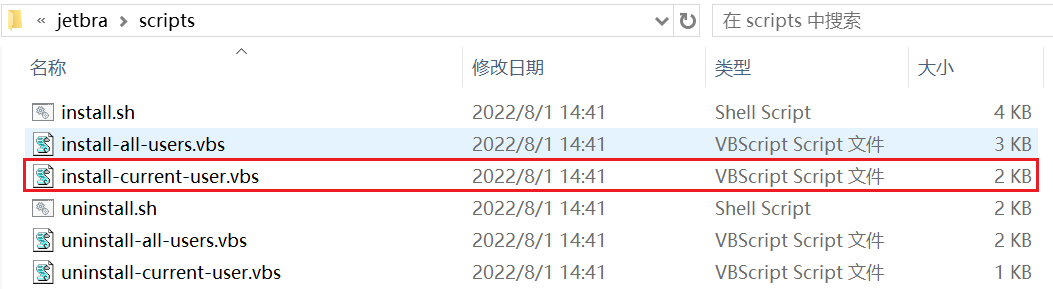 « jetbra › scripts
在 scripts 中搜索
名称 修改日期 类型 大小
install.sh 2022/8/1 14:41 Shell Script 4 KB
install-all-users.vbs 2022/8/1 14:41 VBScript Script 文件 3 KB
install-current-user.vbs 2022/8/1 14:41 VBScript Script 文件 2 KB
uninstall.sh 2022/8/1 14:41 Shell Script 2 KB
uninstall-all-users.vbs 2022/8/1 14:41 VBScript Script 文件 2 KB
uninstall-current-user.vbs 2022/8/1 14:41 VBScript Script 文件 1 KB